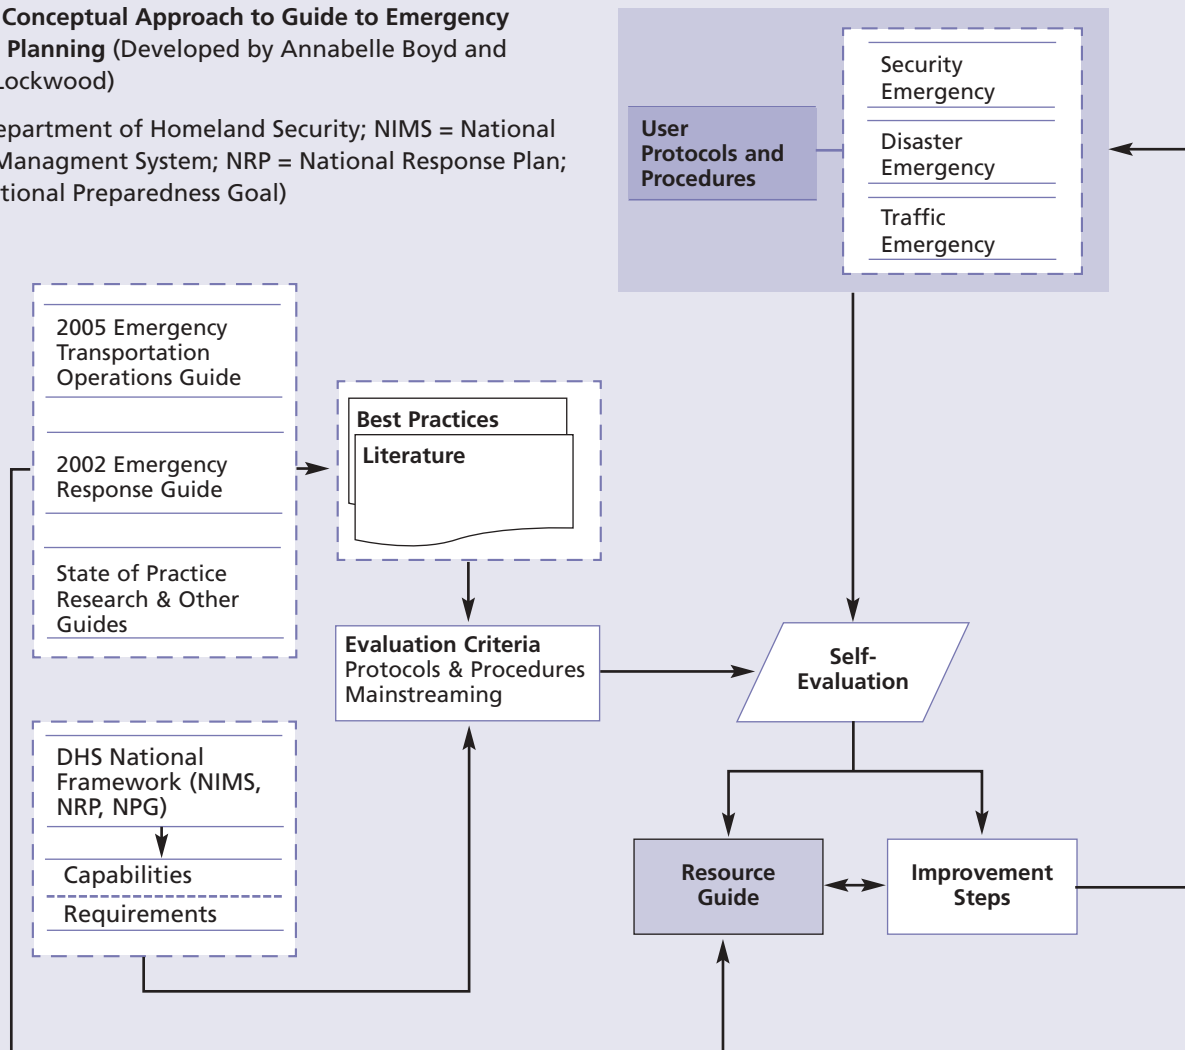 Conceptual Approach to Guide to Emergency
Planning (Developed by Annabelle Boyd and
Lockwood)
epartment of Homeland Security; NIMS = National
Managment System; NRP = National Response Plan;
tional Preparedness Goal)
User
Protocols and
Procedures
Security
Emergency
Disaster
Emergency
Traffic
Emergency
2005 Emergency
Transportation
Operations Guide
2002 Emergency
Response Guide
State of Practice
Research & Other
Guides
Best Practices
Literature
Evaluation Criteria
Protocols & Procedures
Mainstreaming
Self-
Evaluation
DHS National
Framework (NIMS,
NRP, NPG)
Capabilities
Requirements
Resource
Guide
Improvement
Steps